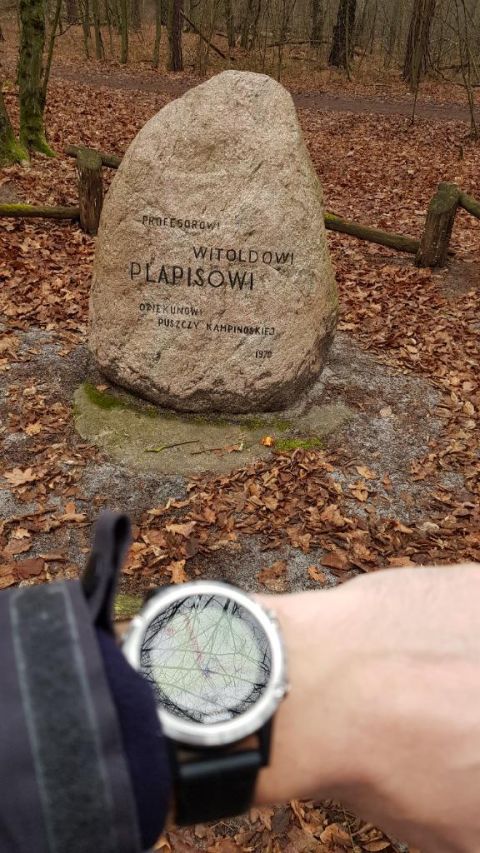 PROFESOROWI
WITOLDOWI
PLAPISOWI
OPIEKUNOWI
PUSZCZY KAMPINOSKIEJ
1970